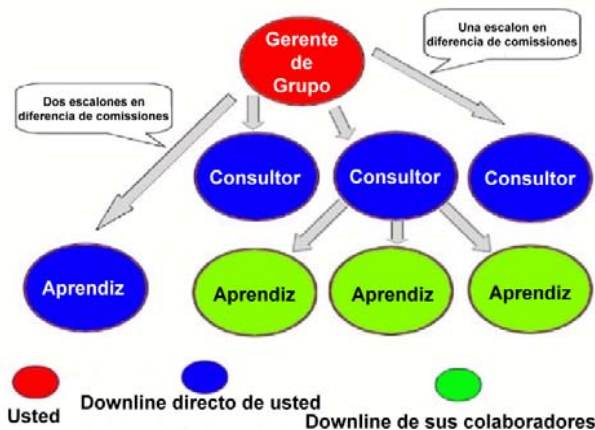 Una escalon en
diferencia de comissiones
Gerente
de
Grupo
Dos escalones en
diferencia de comissiones
Consultor
Consultor
Consultor
Aprendiz
Aprendiz
Aprendiz
Aprendiz
Usted
Downline directo de usted
Downline de sus colaboradores